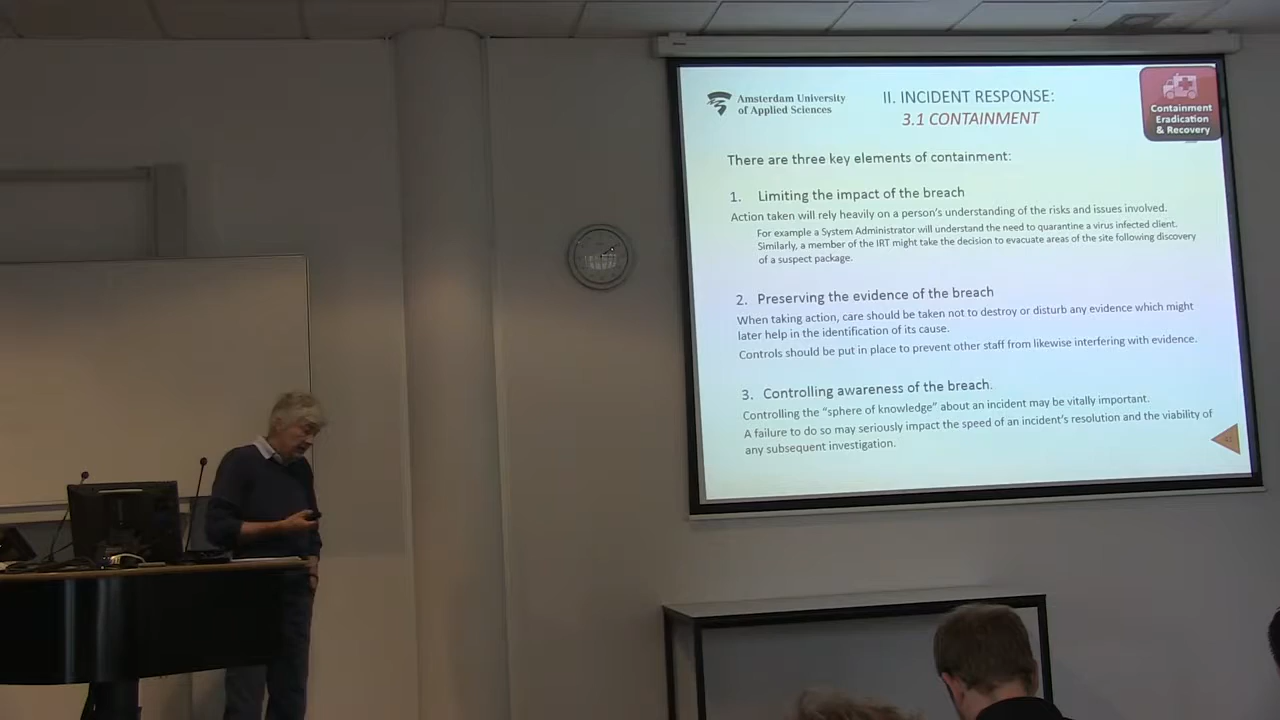 Amsterdam University
of Applied Sciences
II. INCIDENT RESPONSE:
3.1 CONTAINMENT
Containment
Eradication
& Recovery
There are three key elements of containment:
1. Limiting the impact of the breach
Action taken will rely heavily on a person's understanding of the risks and issues involved.
For example a System Administrator will understand the need to quarantine a virus infected client.
Similarly, a member of the IRT might take the decision to evacuate areas of the site following discovery
of a suspect package.
2. Preserving the evidence of the breach
When taking action, care should be taken not to destroy or disturb any evidence which might
later help in the identification of its cause.
Controls should be put in place to prevent other staff from likewise interfering with evidence.
3. Controlling awareness of the breach.
Controlling the "sphere of knowledge" about an incident may be vitally important.
A failure to do so may seriously impact the speed of an incident's resolution and the viability of
any subsequent investigation.